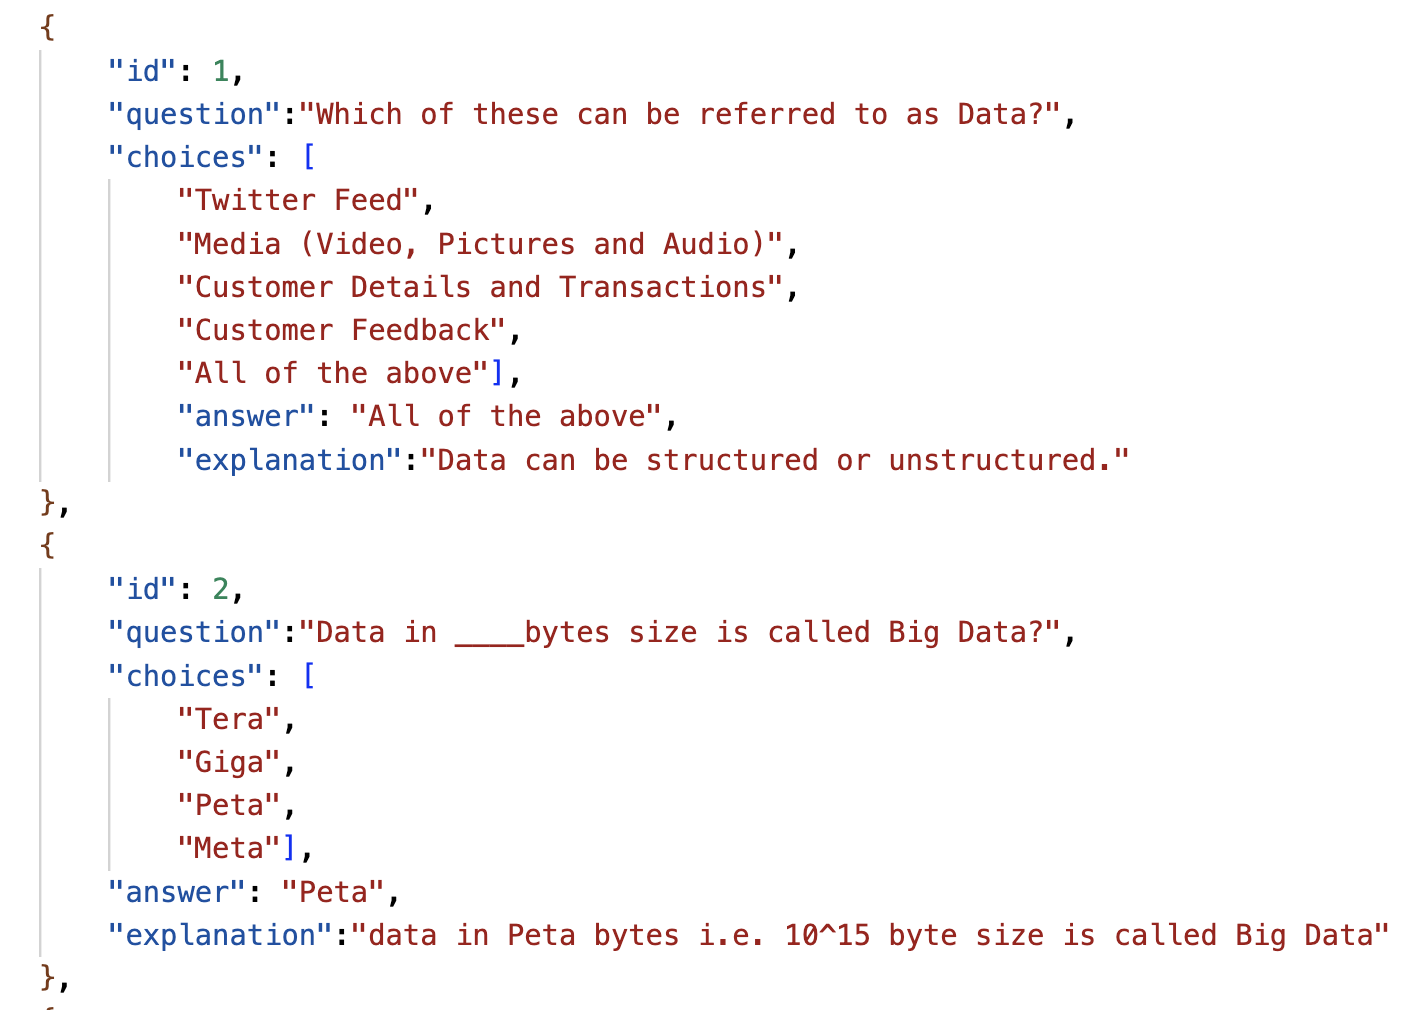 {
"id": 1,
"question":"Which of these can be referred to as Data?",
"choices": [
"Twitter Feed",
"Media (Video, Pictures and Audio)",
"Customer Details and Transactions",
"Customer Feedback",
"All of the above"],
"answer": "All of the above",
"explanation":"Data can be structured or unstructured."
},
{
"id": 2,
"question":"Data in ____bytes size is called Big Data?",
"choices": [
"Tera",
"Giga",
"Peta",
"Meta"],
"answer": "Peta",
"explanation":"data in Peta bytes i.e. 10^15 byte size is called Big Data"
},